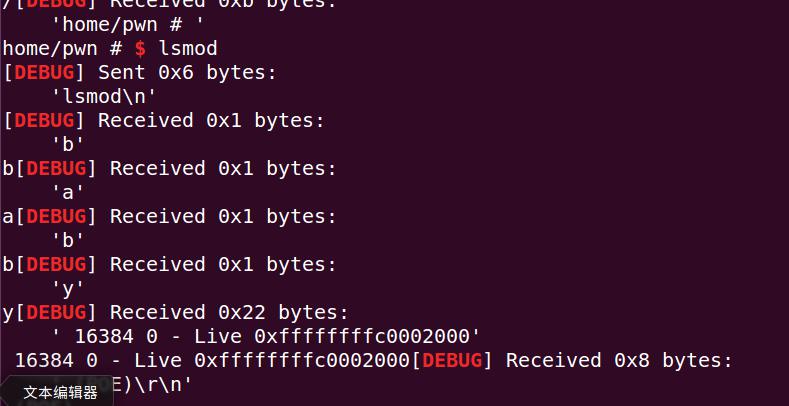 /[DEBUG] Received 0xb bytes:
    'home/pwn # '
home/pwn # $ lsmod
[DEBUG] Sent 0x6 bytes:
    'lsmod\n'
[DEBUG] Received 0x1 bytes:
    'b'
b[DEBUG] Received 0x1 bytes:
    'a'
a[DEBUG] Received 0x1 bytes:
    'b'
b[DEBUG] Received 0x1 bytes:
    'y'
y[DEBUG] Received 0x22 bytes:
    ' 16384 0 - Live 0xffffffffc0002000'
 16384 0 - Live 0xffffffffc0002000[DEBUG] Received 0x8 bytes:
OE)\r\n'
文本编辑器